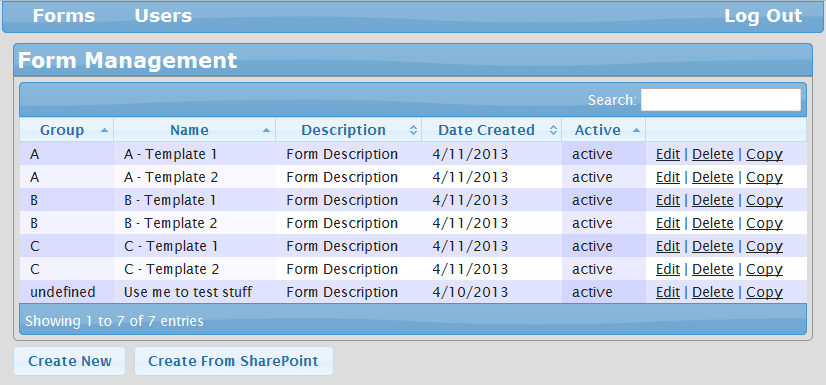 Forms Users Log Out
Form Management
Search:
Group Name Description Date Created Active
A A - Template 1 Form Description 4/11/2013 active Edit | Delete | Copy
A A - Template 2 Form Description 4/11/2013 active Edit | Delete | Copy
B B - Template 1 Form Description 4/11/2013 active Edit | Delete | Copy
B B - Template 2 Form Description 4/11/2013 active Edit | Delete | Copy
C C - Template 1 Form Description 4/11/2013 active Edit | Delete | Copy
C C - Template 2 Form Description 4/11/2013 active Edit | Delete | Copy
undefined Use me to test stuff Form Description 4/10/2013 active Edit | Delete | Copy
Showing 1 to 7 of 7 entries
Create New Create From SharePoint